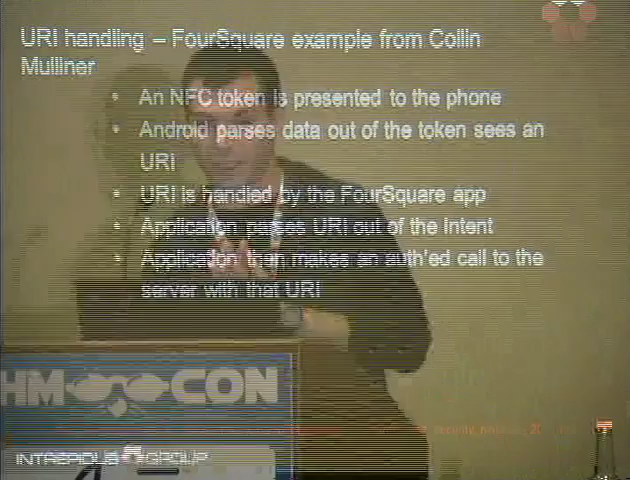 URI handling – FourSquare example from Collin
Mulliner
• An NFC token is presented to the phone
• Android parses data out of the token sees an
URI
• URI is handled by the FourSquare app
• Application parses URI out of the Intent
• Application then makes an auth'ed call to the
server with that URI
HM CON
INTREPIDUS GROUP